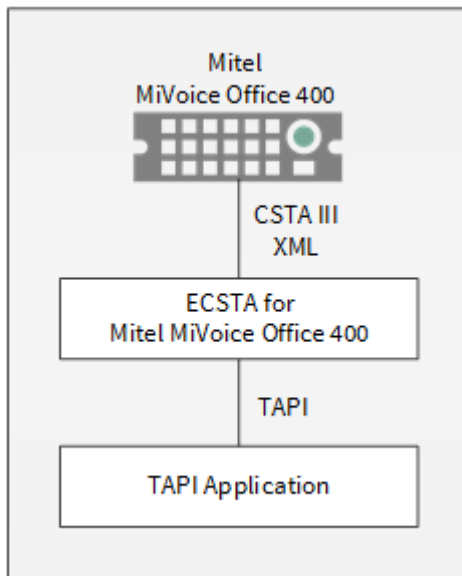 Mitel
MiVoice Office 400
CSTA III
XML
ECSTA for
Mitel MiVoice Office 400
TAPI
TAPI Application